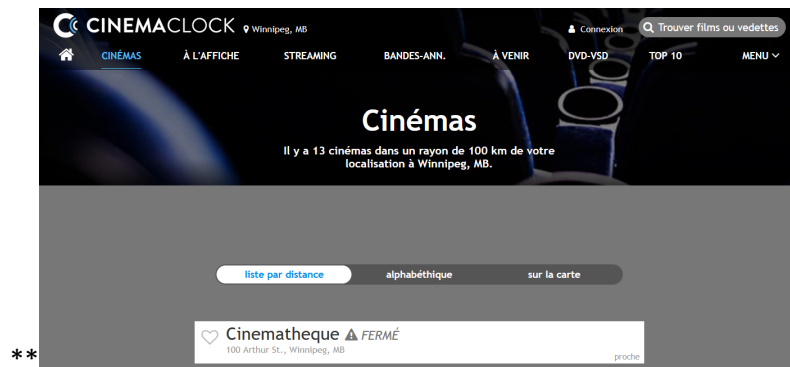 CINEMACLOCK Winnipeg, MB Connexion Trouver films ou vedettes
CINÉMAS À L'AFFICHE STREAMING BANDES-ANN. À VENIR DVD-VSD TOP 10 MENU
Cinémas
Il y a 13 cinémas dans un rayon de 100 km de votre
localisation à Winnipeg, MB.
liste par distance alphabéthique sur la carte
Cinematheque FERMÉ
100 Arthur St., Winnipeg, MB
proche
**